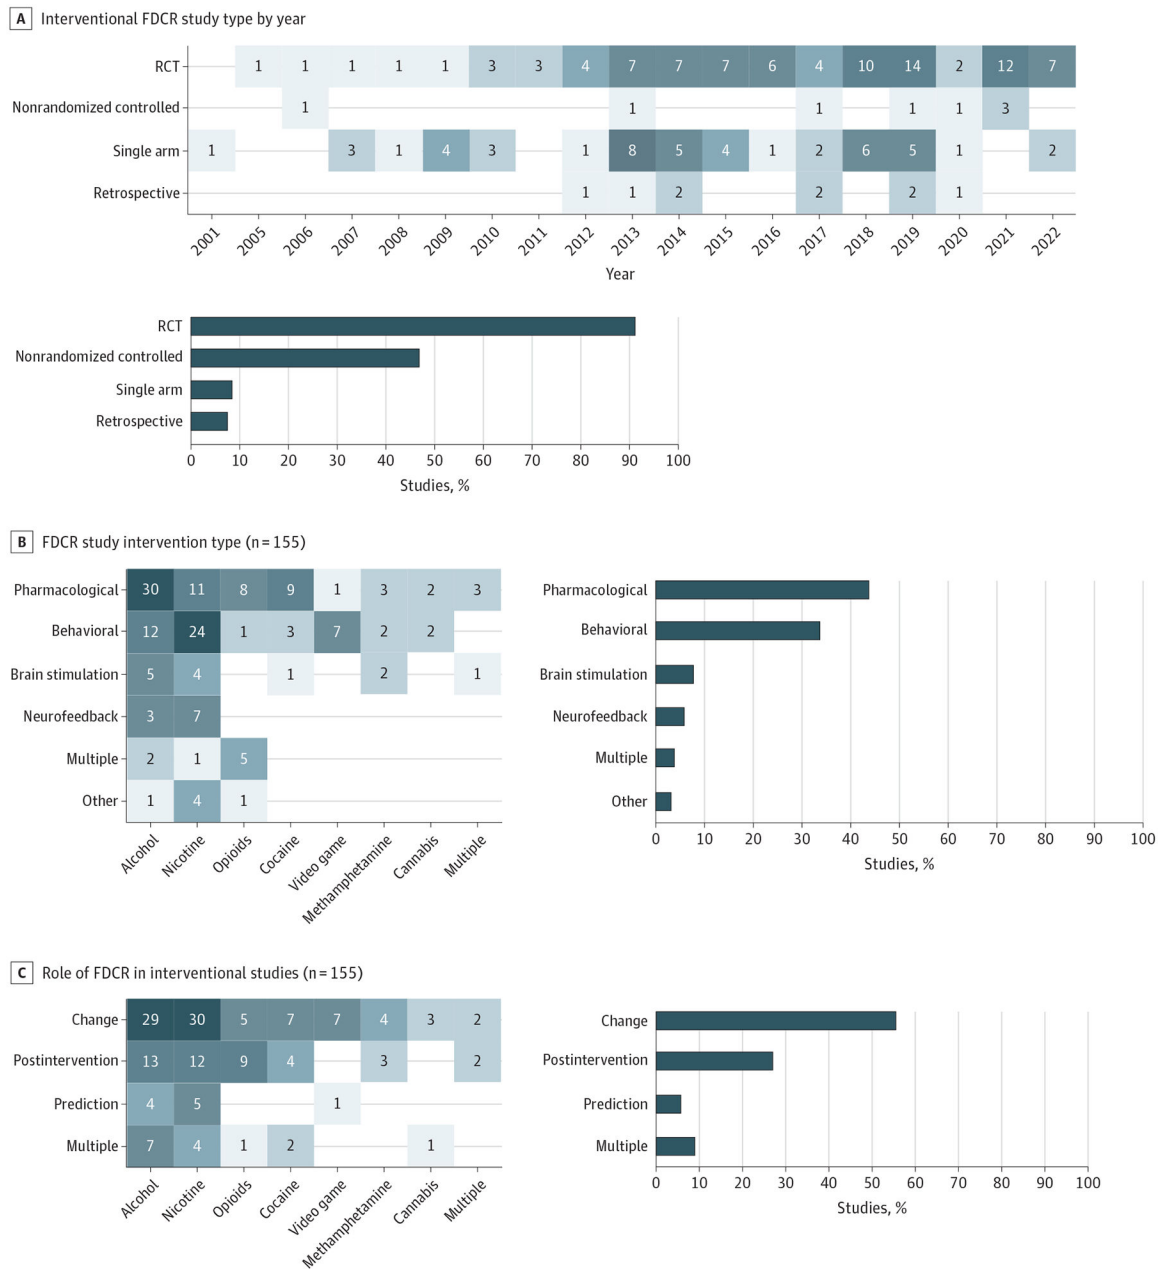 A Interventional FDCR study type by year
RCT 1 1 1 1 1 3 3 4 7 7 7 6 4 10 14 2 12 7
Nonrandomized controlled 1 1 1 1 1 3
Single arm 1 3 1 4 3 1 8 5 4 1 2 6 5 1 2
Retrospective 1 1 2 2 2 1
2001 2005 2006 2007 2008 2009 2010 2011 2012 2013 2014 2015 2016 2017 2018 2019 2020 2021 2022
Year
RCT
Nonrandomized controlled
Single arm
Retrospective
0 10 20 30 40 50 60 70 80 90 100
Studies, %
B FDCR study intervention type (n = 155)
Pharmacological 30 11 8 9 1 3 2 3
Behavioral 12 24 1 3 7 2 2
Brain stimulation 5 4 1 2 1
Neurofeedback 3 7
Multiple 2 1 5
Other 1 4 1
Alcohol Nicotine Opioids Cocaine Video game Methamphetamine Cannabis Multiple
Pharmacological
Behavioral
Brain stimulation
Neurofeedback
Multiple
Other
0 10 20 30 40 50 60 70 80 90 100
Studies, %
C Role of FDCR in interventional studies (n = 155)
Change 29 30 5 7 7 4 3 2
Postintervention 13 12 9 4 3 2
Prediction 4 5 1
Multiple 7 4 1 2 1
Alcohol Nicotine Opioids Cocaine Video game Methamphetamine Cannabis Multiple
Change
Postintervention
Prediction
Multiple
0 10 20 30 40 50 60 70 80 90 100
Studies, %